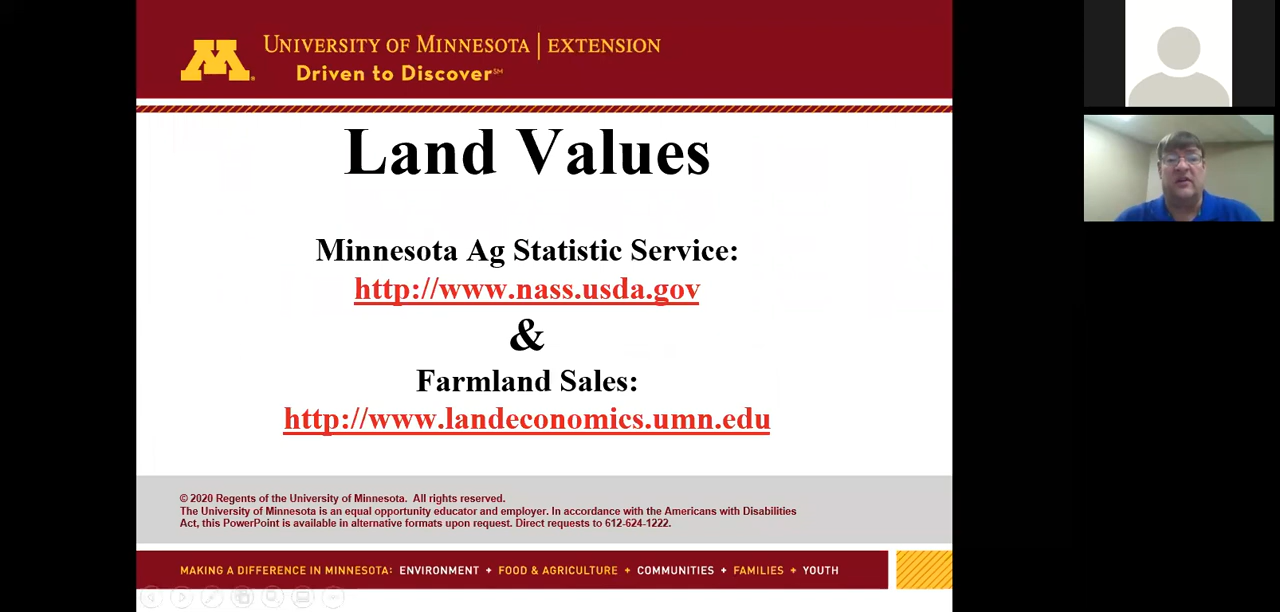 UNIVERSITY OF MINNESOTA | EXTENSION
Driven to Discover℠
Land Values
Minnesota Ag Statistic Service:
http://www.nass.usda.gov
&
Farmland Sales:
http://www.landeconomics.umn.edu
© 2020 Regents of the University of Minnesota. All rights reserved.
The University of Minnesota is an equal opportunity educator and employer. In accordance with the Americans with Disabilities
Act, this PowerPoint is available in alternative formats upon request. Direct requests to 612-624-1222.
MAKING A DIFFERENCE IN MINNESOTA: ENVIRONMENT + FOOD & AGRICULTURE + COMMUNITIES + FAMILIES + YOUTH